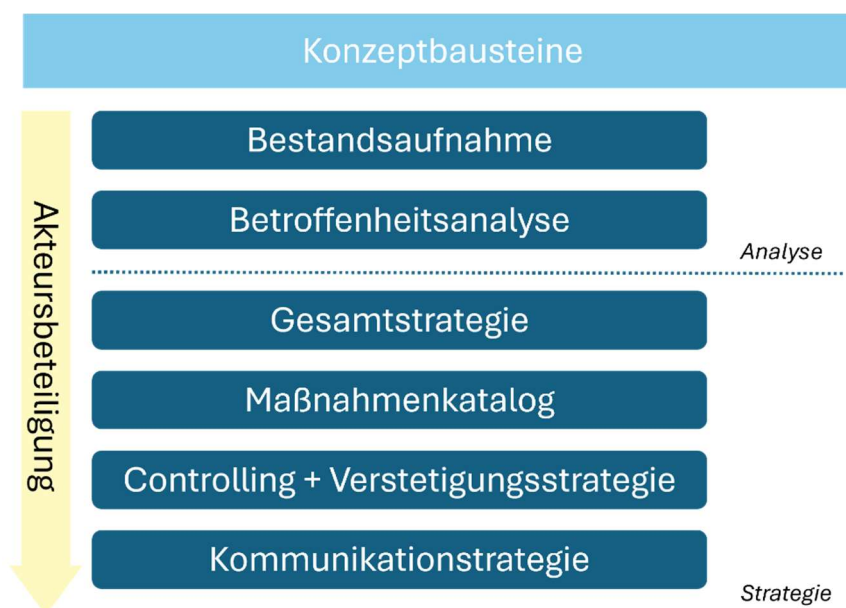 Konzeptbausteine
Akteursbeteiligung
Bestandsaufnahme
Betroffenheitsanalyse
Analyse
Gesamtstrategie
Maßnahmenkatalog
Controlling + Verstetigungsstrategie
Kommunikationstrategie
Strategie